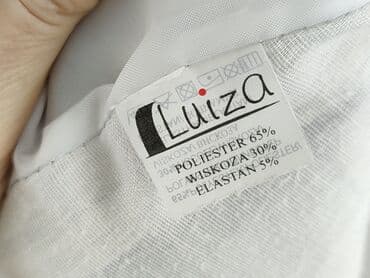 Luiza
POLIESTER 65%
WISKOZA 30%
ELASTAN 5%